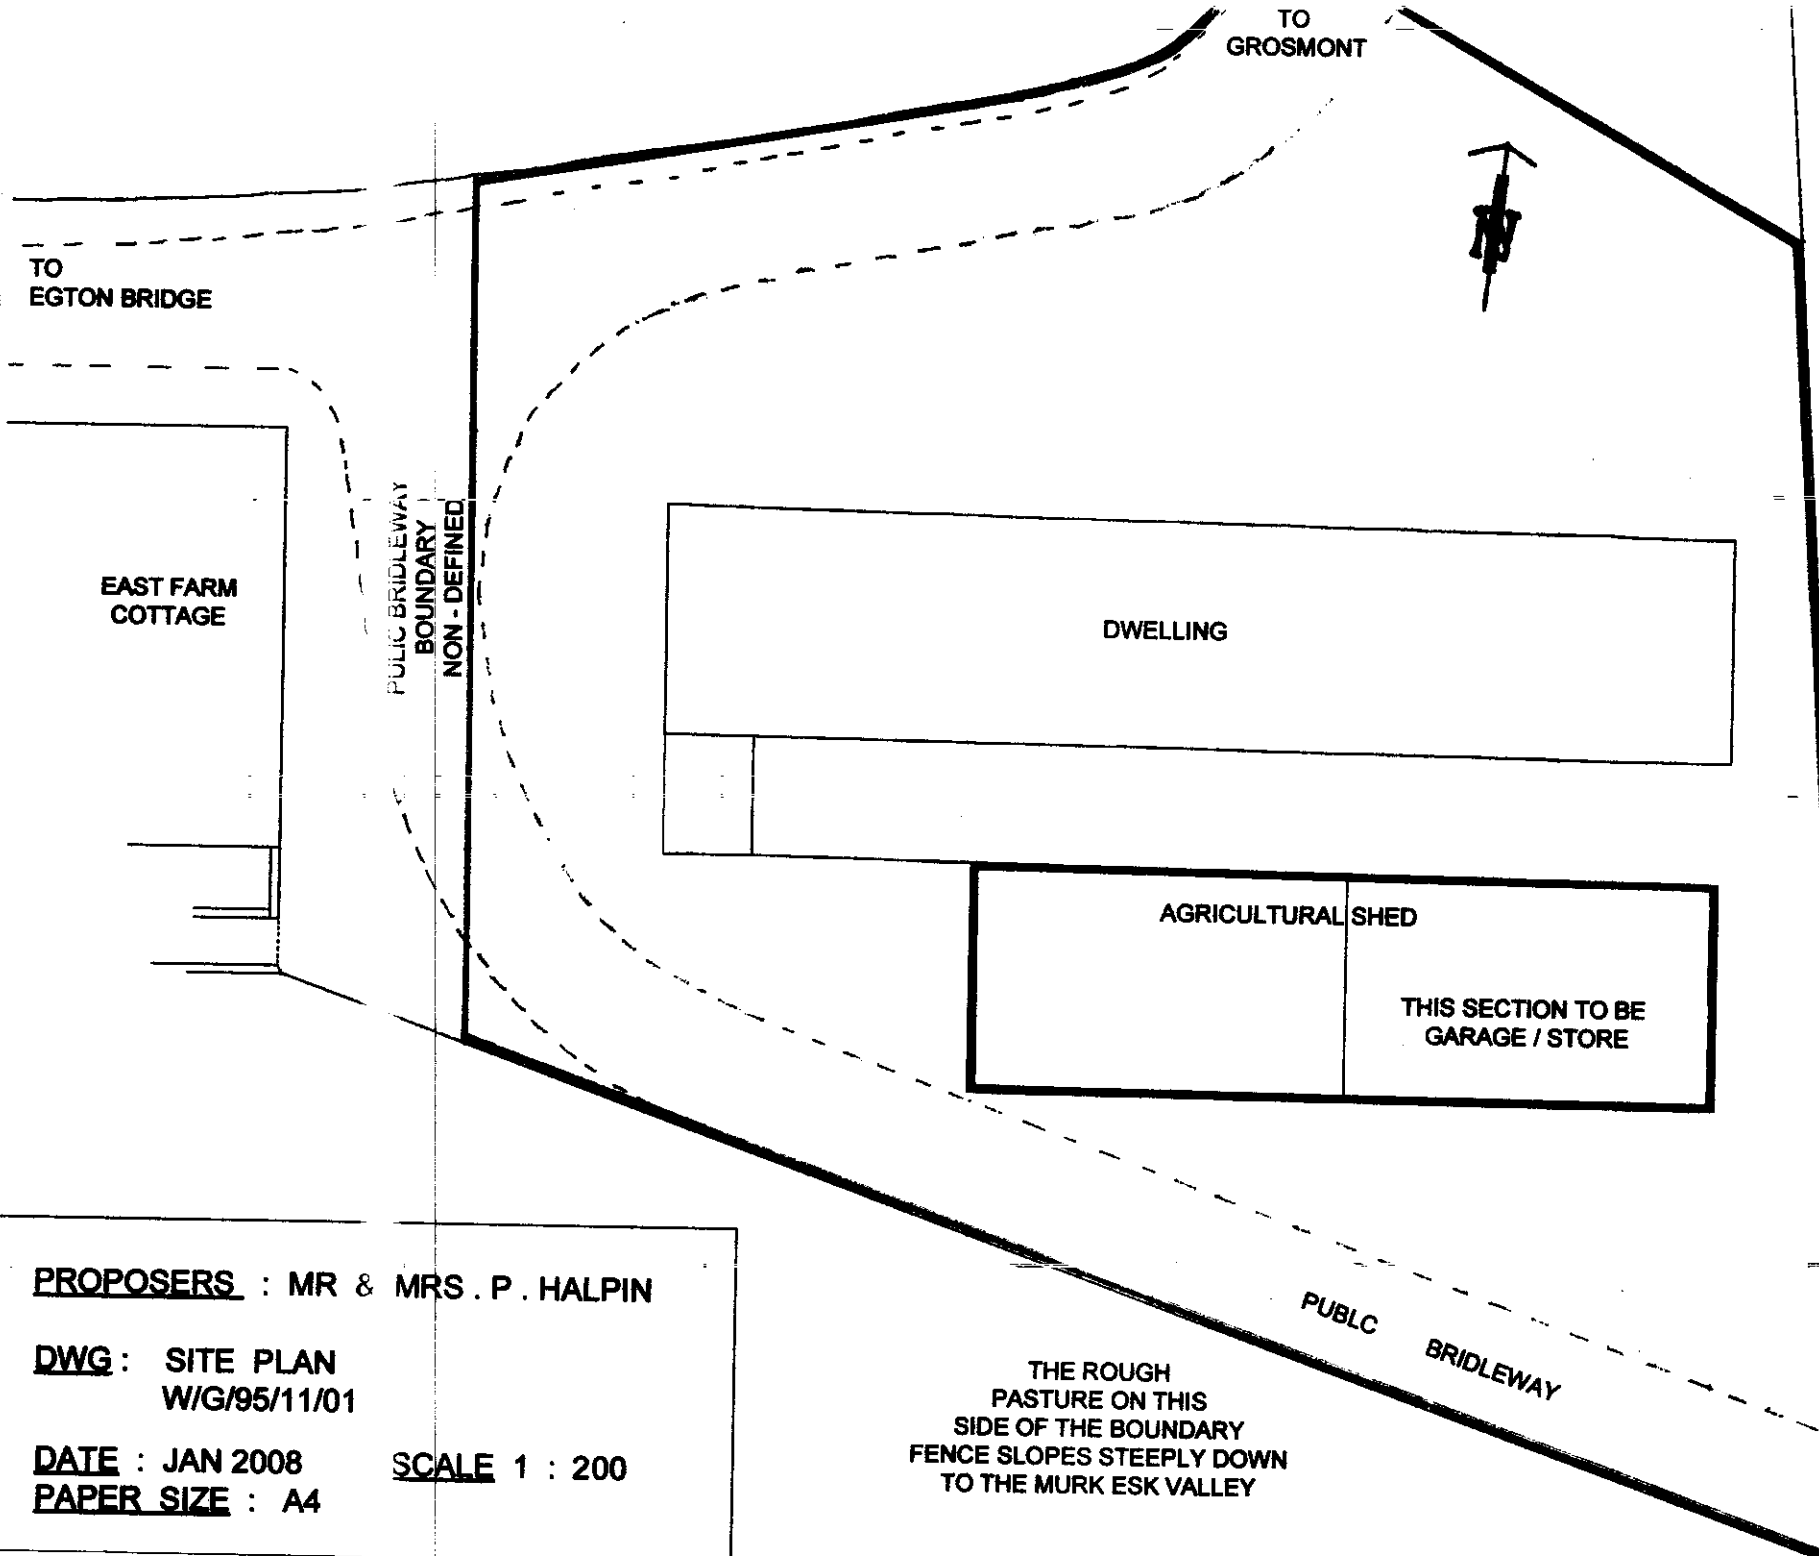 TO
GROSMONT
N
TO
EGTON BRIDGE
EAST FARM
COTTAGE
PULIC BRIDLEWAY
BOUNDARY
NON - DEFINED
DWELLING
AGRICULTURAL SHED
THIS SECTION TO BE
GARAGE / STORE
PUBLC BRIDLEWAY
THE ROUGH
PASTURE ON THIS
SIDE OF THE BOUNDARY
FENCE SLOPES STEEPLY DOWN
TO THE MURK ESK VALLEY
PROPOSERS : MR & MRS . P . HALPIN
DWG : SITE PLAN
W/G/95/11/01
DATE : JAN 2008 SCALE 1 : 200
PAPER SIZE : A4